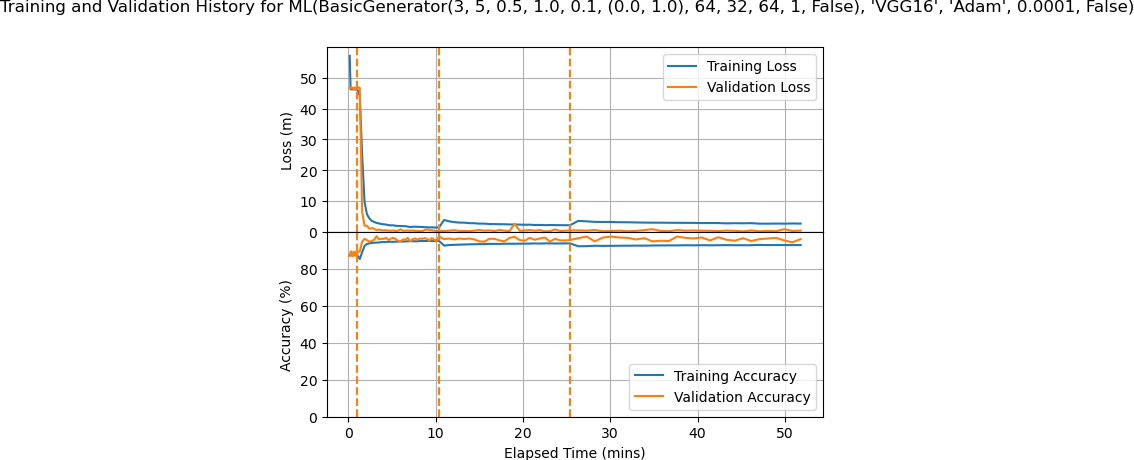 Training and Validation History for ML(BasicGenerator(3, 5, 0.5, 1.0, 0.1, (0.0, 1.0), 64, 32, 64, 1, False), 'VGG16', 'Adam', 0.0001, False)
Training Loss
Validation Loss
Loss (m)
50
40
30
20
10
0
Accuracy (%)
80
60
40
20
0
Training Accuracy
Validation Accuracy
0 10 20 30 40 50
Elapsed Time (mins)